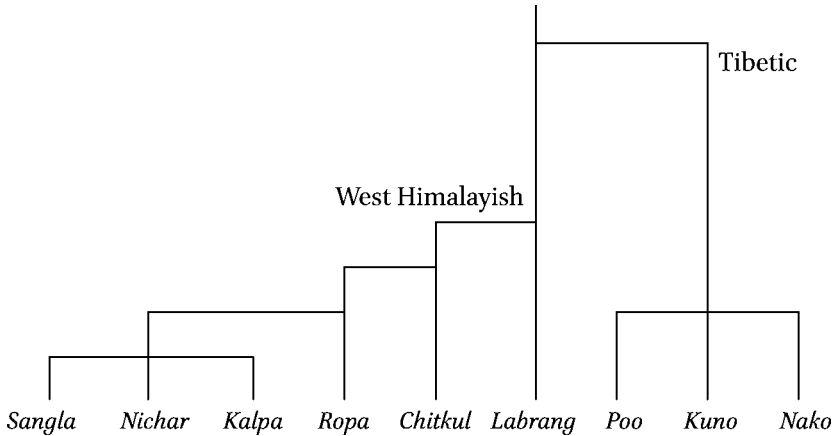 Tibetic
West Himalayish
Sangla Nichar Kalpa Ropa Chitkul Labrang Poo Kuno Nako